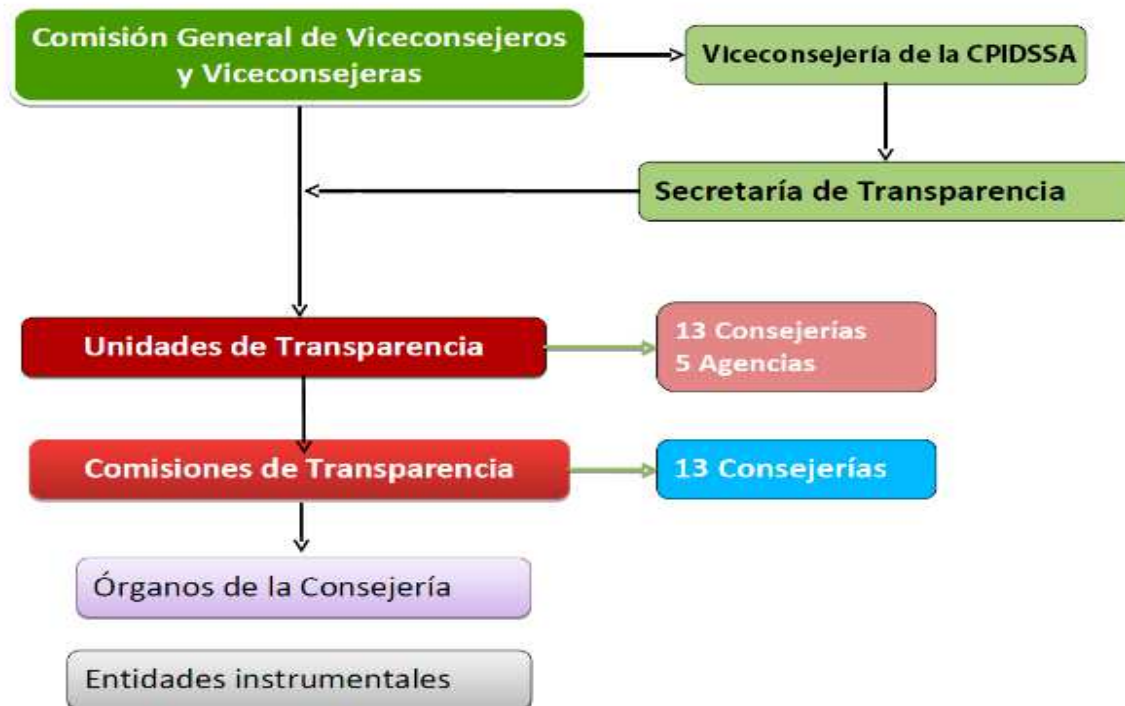 Comisión General de Viceconsejeros
y Viceconsejeras
Viceconsejería de la CPIDSSA
Secretaría de Transparencia
Unidades de Transparencia
13 Consejerías
5 Agencias
Comisiones de Transparencia
13 Consejerías
Órganos de la Consejería
Entidades instrumentales